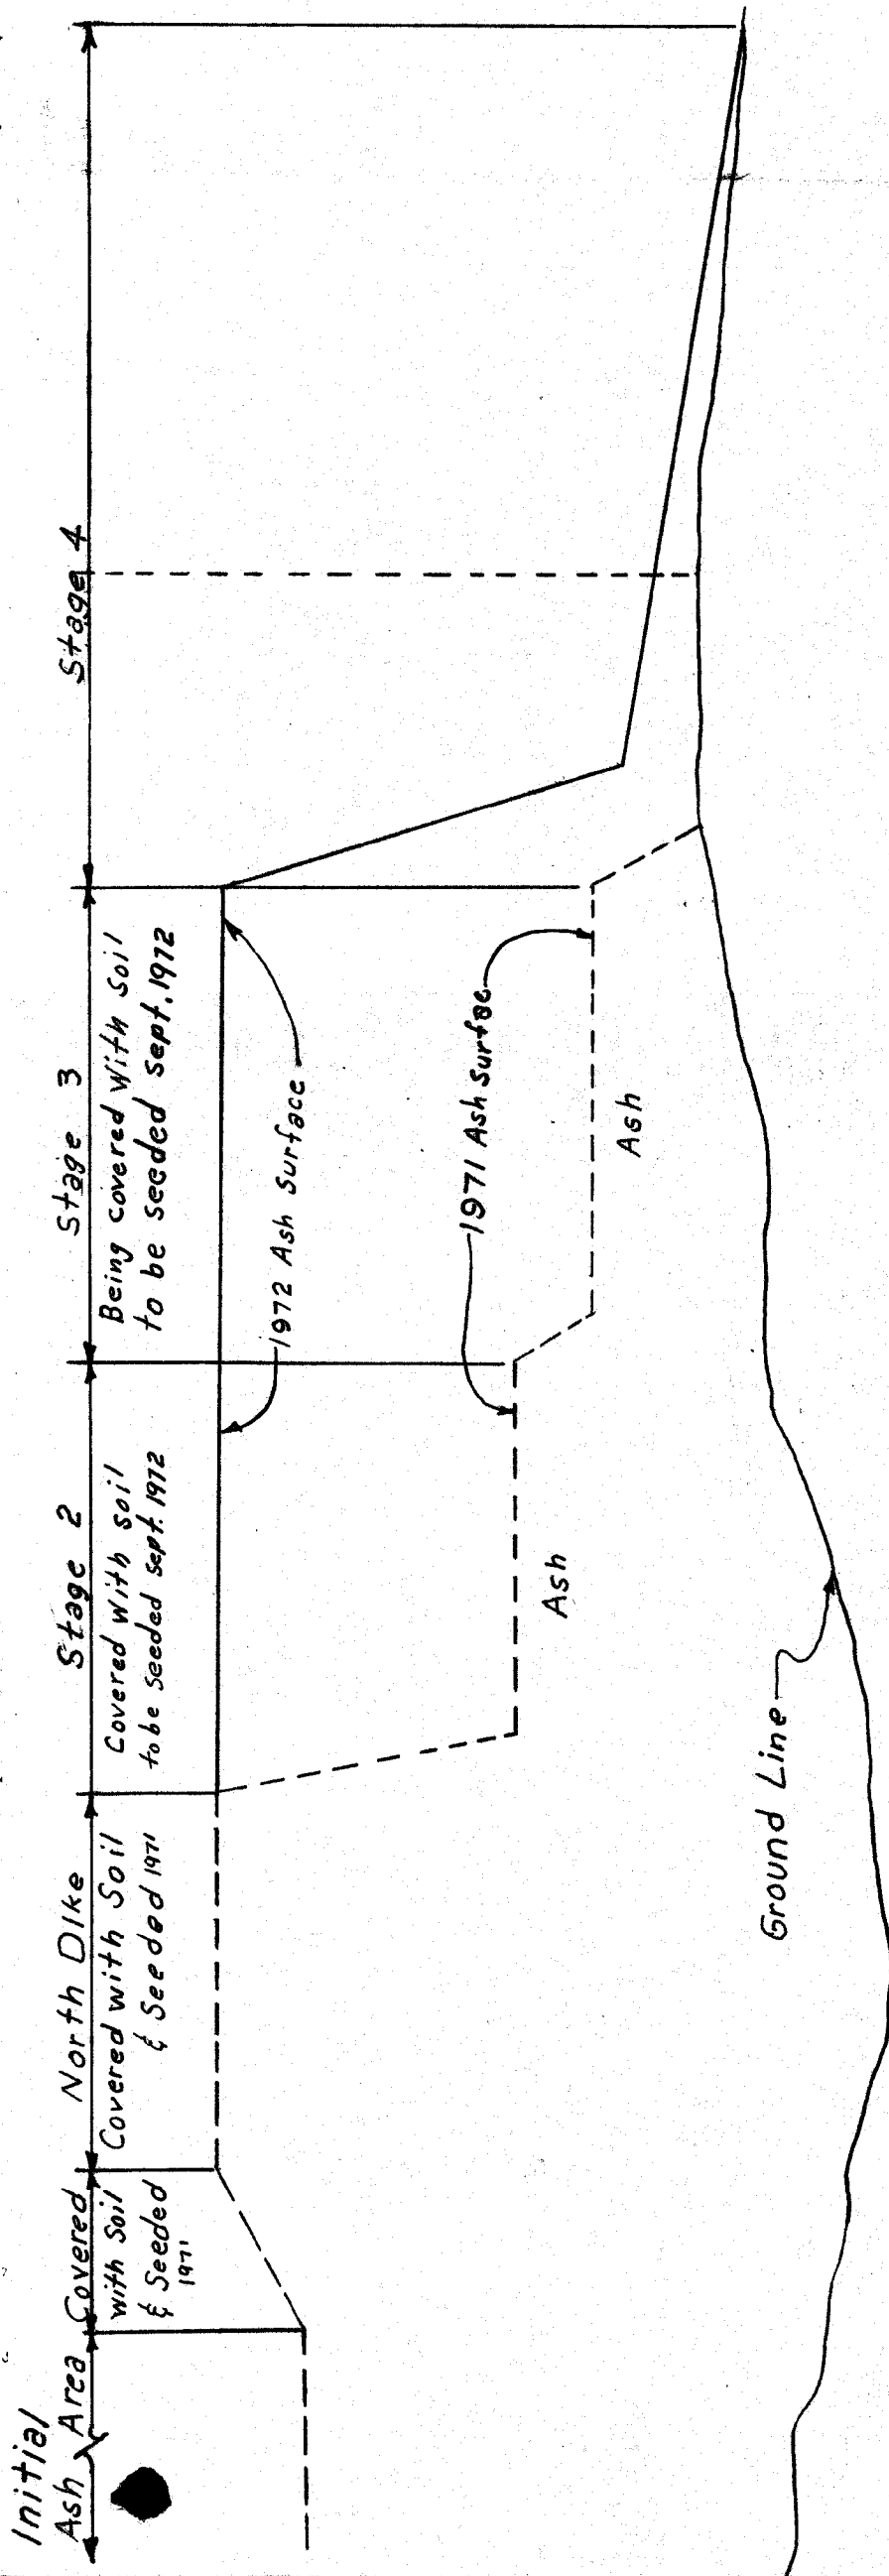 Initial
Ash Area
Covered
with Soil
& Seeded
1971
North Dike
Covered with Soil
& Seeded 1971
Stage 2
Covered with soil
to be seeded sept. 1972
Stage 3
Being covered with soil
to be seeded sept. 1972
Stage 4
1972 Ash Surface
1971 Ash Surfae
Ash
Ash
Ground Line